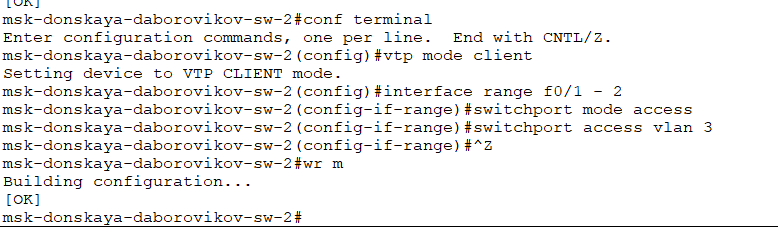 [OK]
msk-donskaya-daborovikov-sw-2#conf terminal
Enter configuration commands, one per line.  End with CNTL/Z.
msk-donskaya-daborovikov-sw-2(config)#vtp mode client
Setting device to VTP CLIENT mode.
msk-donskaya-daborovikov-sw-2(config)#interface range f0/1 - 2
msk-donskaya-daborovikov-sw-2(config-if-range)#switchport mode access
msk-donskaya-daborovikov-sw-2(config-if-range)#switchport access vlan 3
msk-donskaya-daborovikov-sw-2(config-if-range)#^Z
msk-donskaya-daborovikov-sw-2#wr m
Building configuration...
[OK]
msk-donskaya-daborovikov-sw-2#